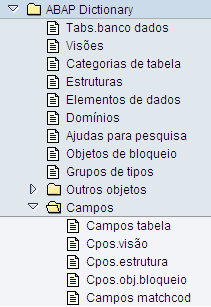 ABAP Dictionary
Tabs.banco dados
Visões
Categorias de tabela
Estruturas
Elementos de dados
Domínios
Ajudas para pesquisa
Objetos de bloqueio
Grupos de tipos
Outros objetos
Campos
Campos tabela
Cpos.visão
Cpos.estrutura
Cpos.obj.bloqueio
Campos matchcod